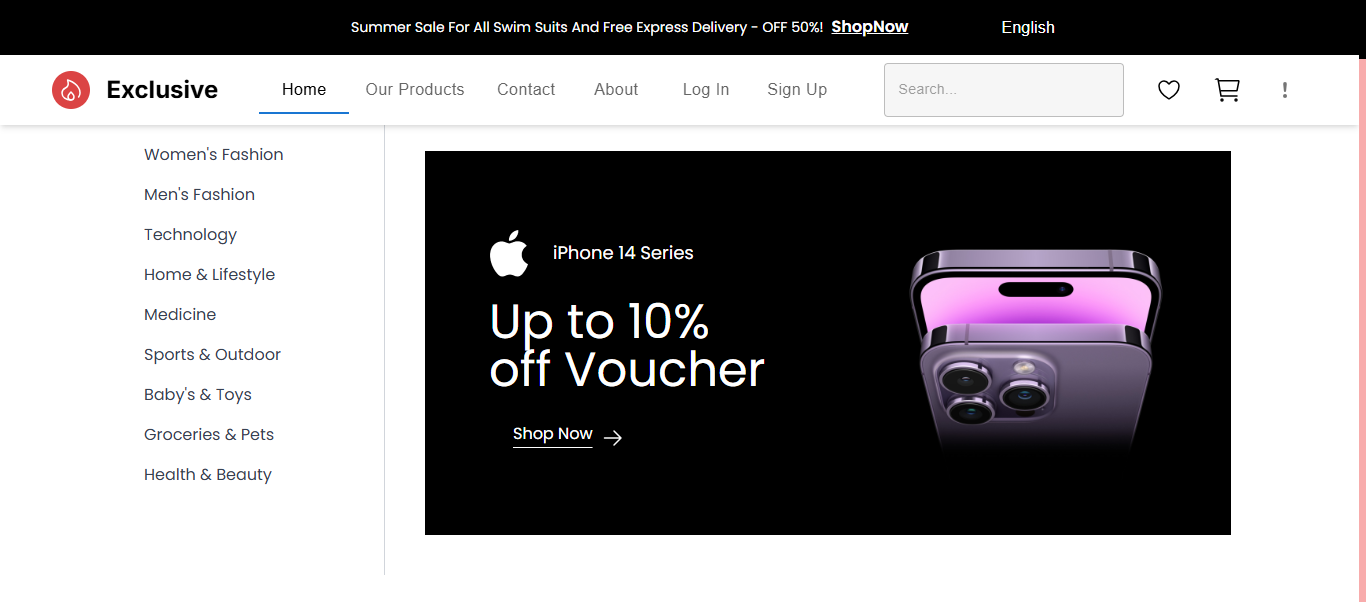 Summer Sale For All Swim Suits And Free Express Delivery - OFF 50%! ShopNow English
Exclusive Home Our Products Contact About Log In Sign Up Search...
Women's Fashion
Men's Fashion
Technology
Home & Lifestyle
Medicine
Sports & Outdoor
Baby's & Toys
Groceries & Pets
Health & Beauty
iPhone 14 Series
Up to 10%
off Voucher
Shop Now